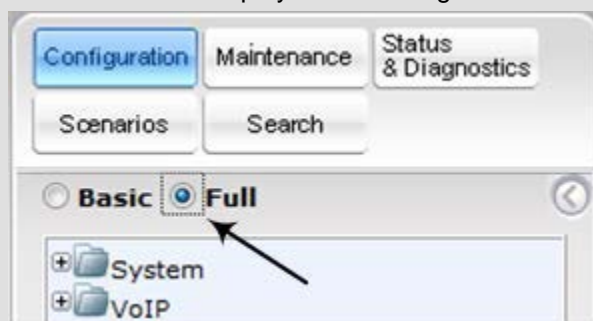 Configuration Maintenance Status
& Diagnostics
Scenarios Search
Basic Full
System
VoIP